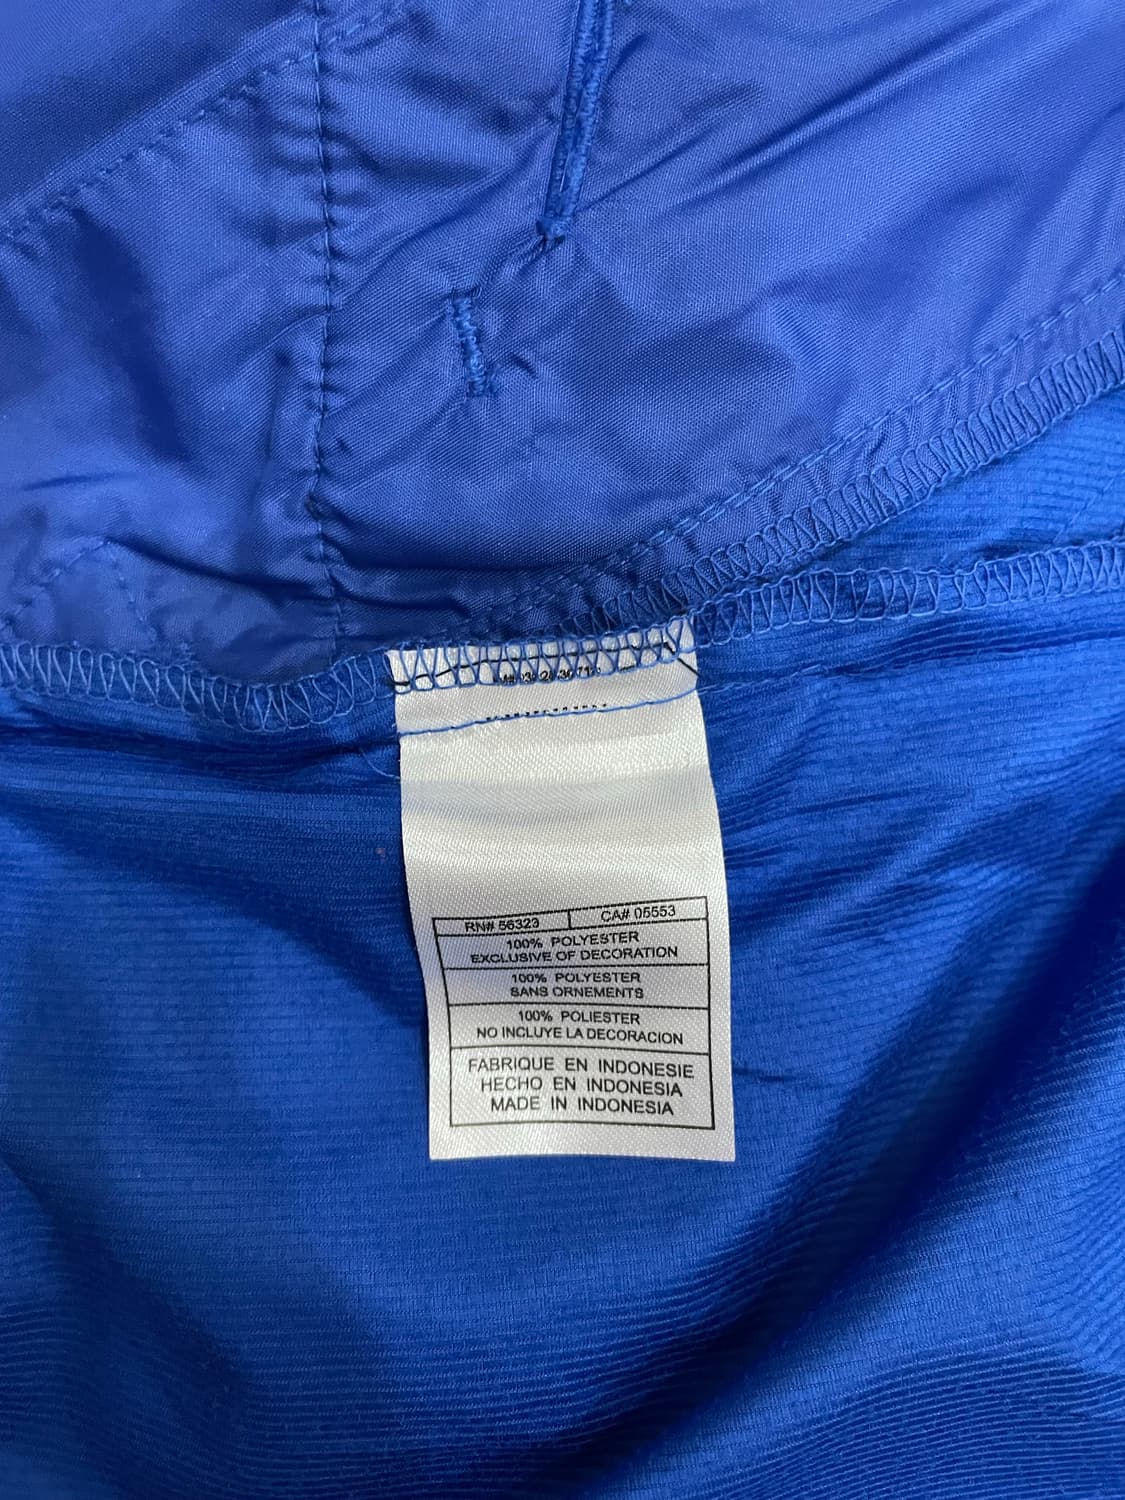 RN# 56323 CA# 05553
100% POLYESTER
EXCLUSIVE OF DECORATION
100% POLYESTER
SANS ORNEMENTS
100% POLIESTER
NO INCLUYE LA DECORACION
FABRIQUE EN INDONESIE
HECHO EN INDONESIA
MADE IN INDONESIA